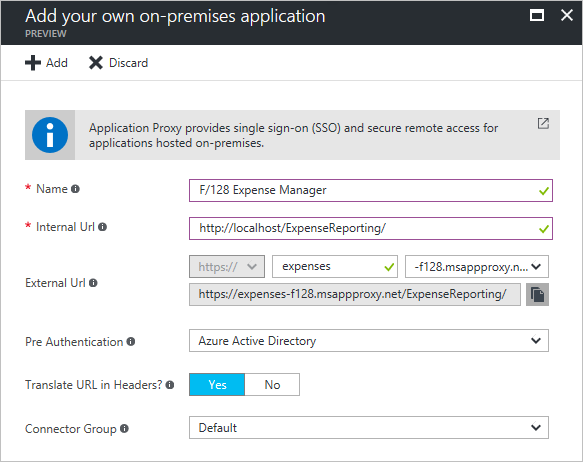 Add your own on-premises application
PREVIEW
Add Discard
Application Proxy provides single sign-on (SSO) and secure remote access for
applications hosted on-premises.
* Name F/128 Expense Manager
* Internal Url http://localhost/ExpenseReporting/
External Url https:// expenses -f128.msappproxy.n...
https://expenses-f128.msappproxy.net/ExpenseReporting/
Pre Authentication Azure Active Directory
Translate URL in Headers? Yes No
Connector Group Default